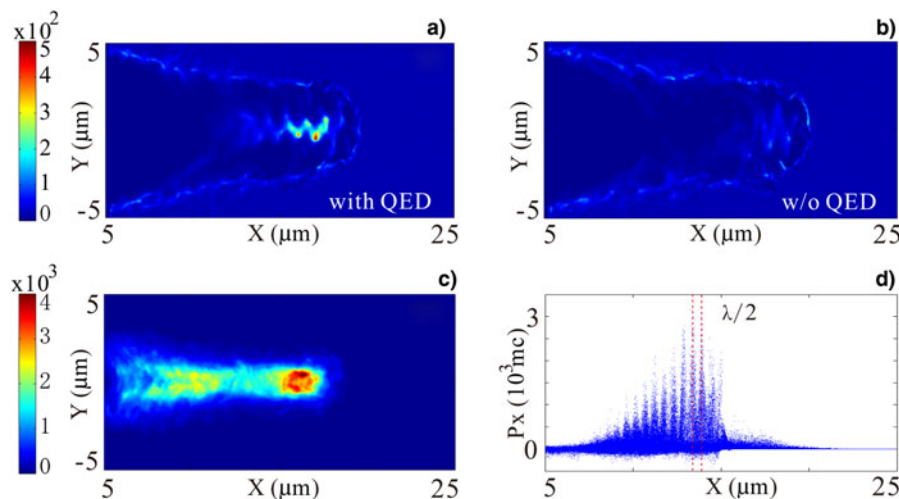 x10² a) b)
5
4
3
2
1
0
5
-5
Y (μm)
with QED
5 X (μm) 25
5
-5
Y (μm)
w/o QED
5 X (μm) 25
x10³ c) d)
4
3
2
1
0
5
-5
Y (μm)
5 X (μm) 25
3
0
Px (10³mc)
λ/2
5 X (μm) 25